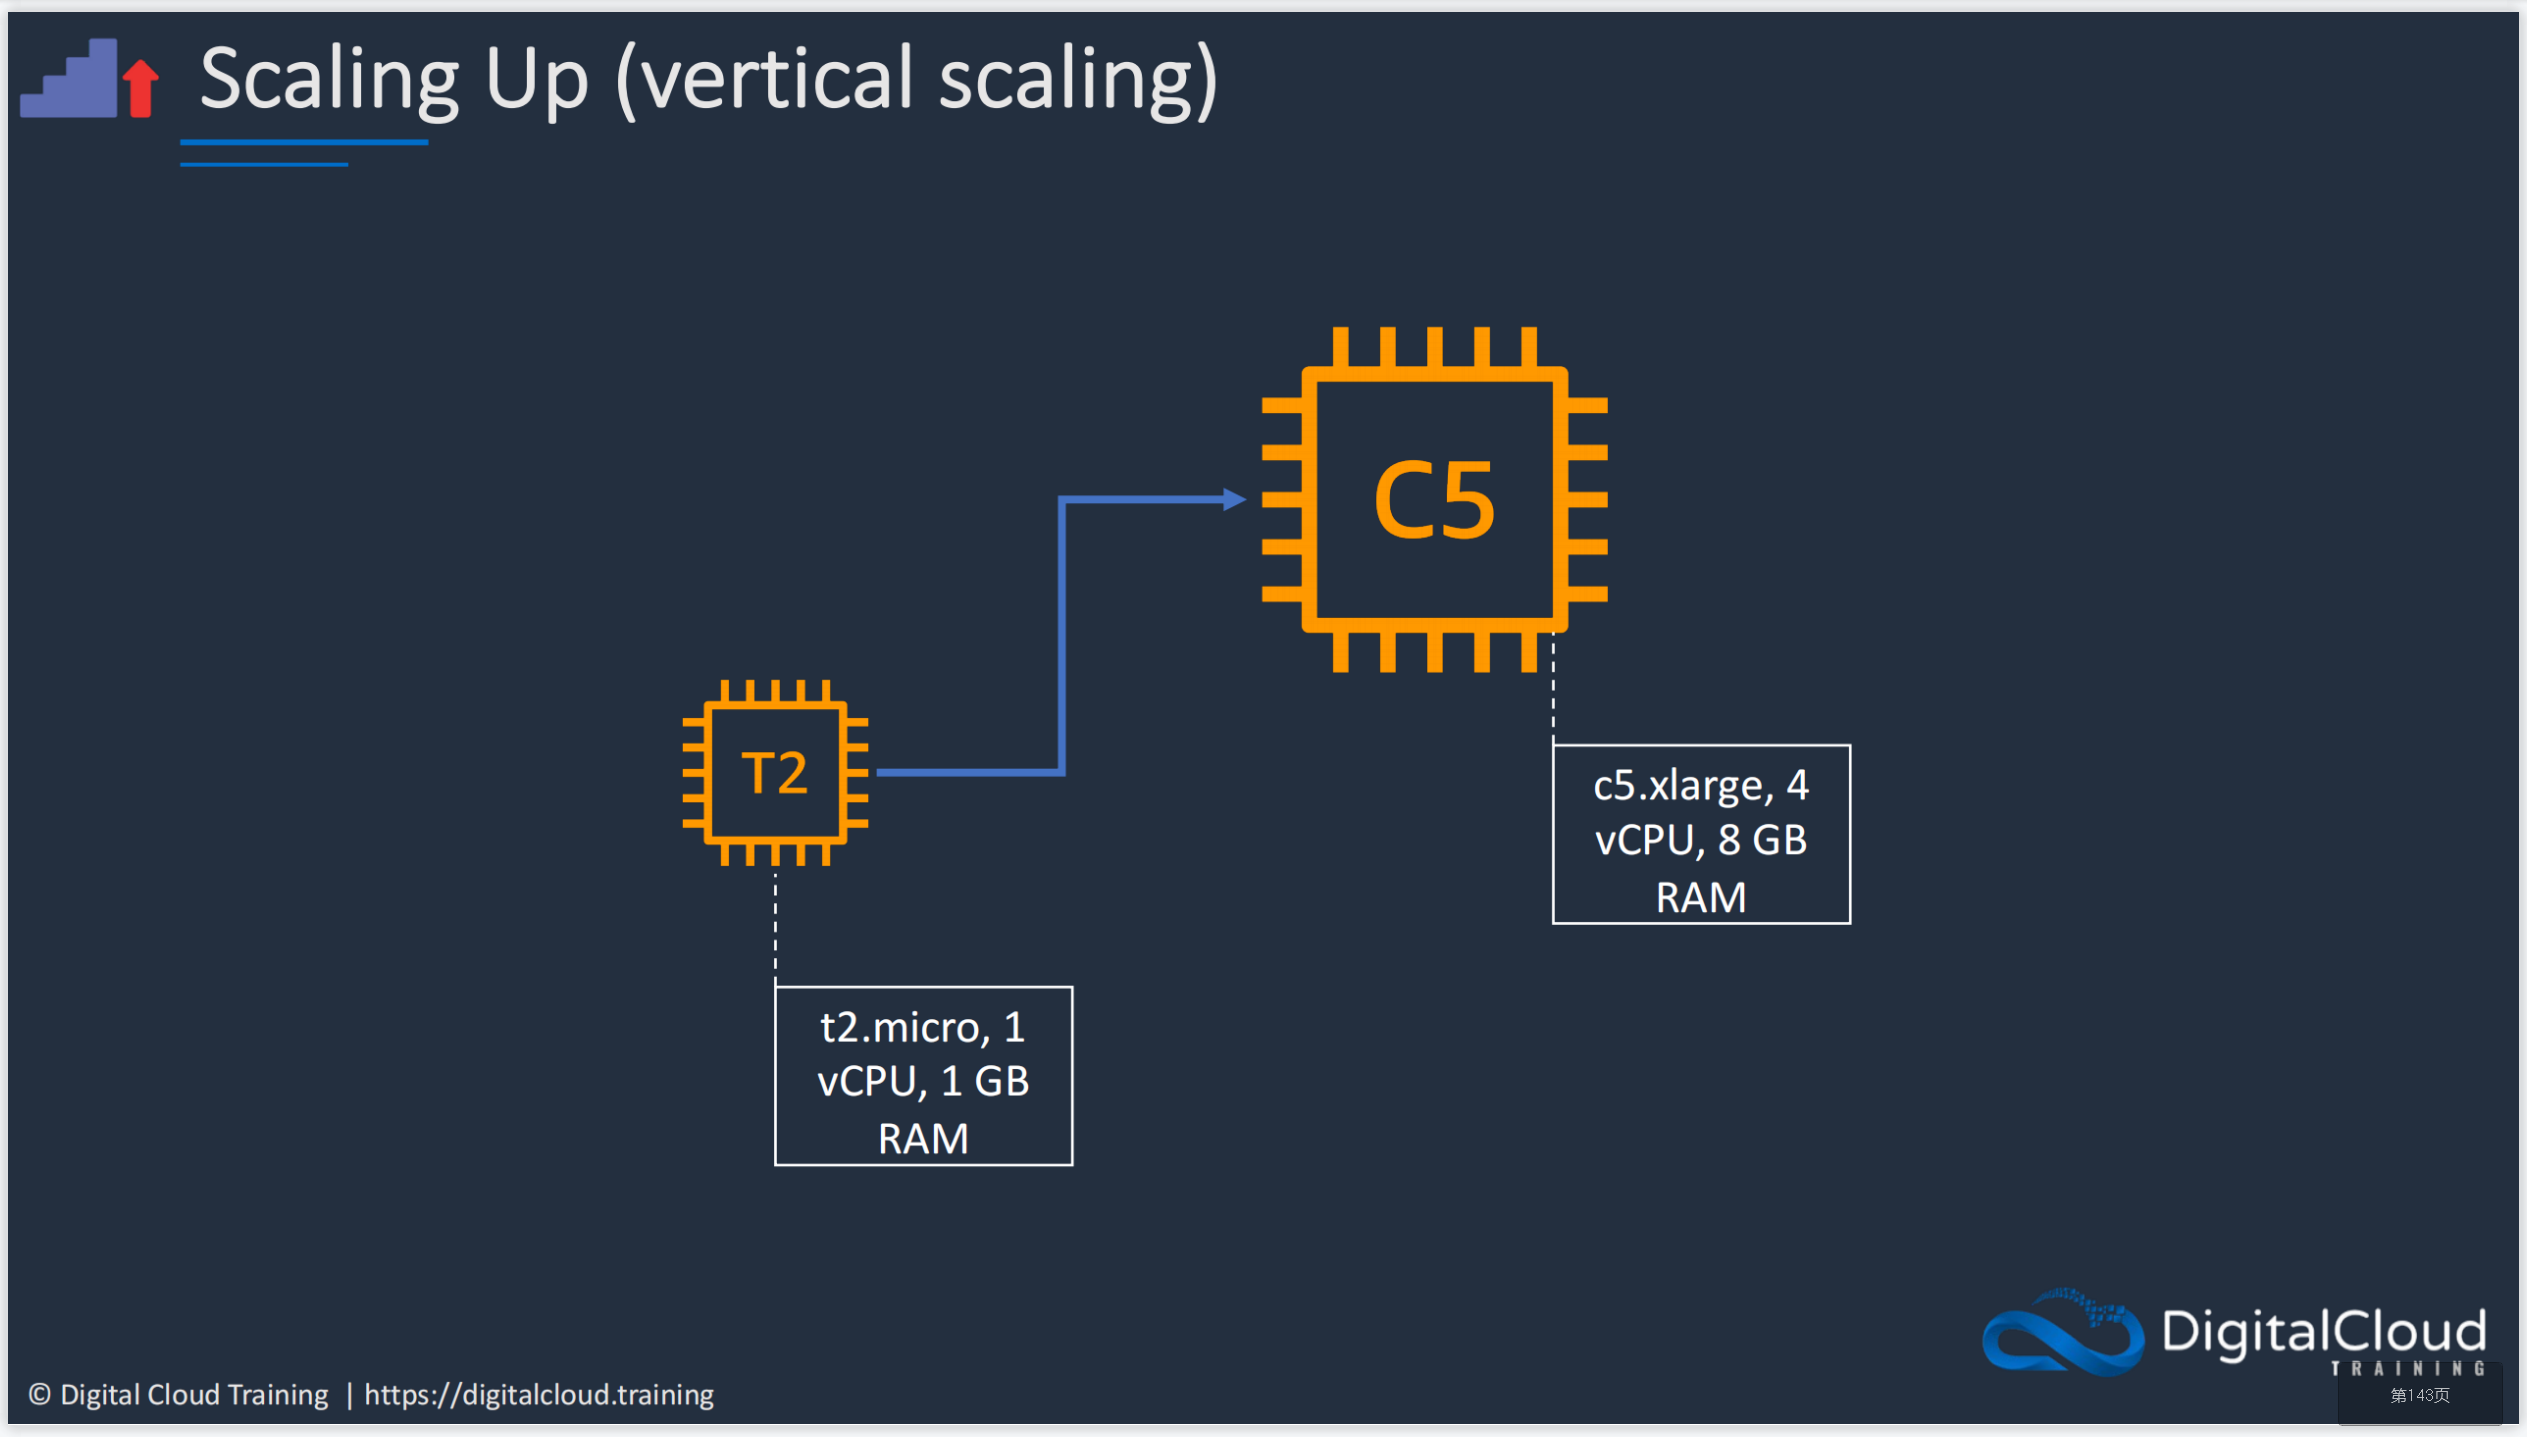 Scaling Up (vertical scaling)
C5
T2
c5.xlarge, 4
vCPU, 8 GB
RAM
t2.micro, 1
vCPU, 1 GB
RAM
DigitalCloud
TRAINING
© Digital Cloud Training | https://digitalcloud.training
第143页